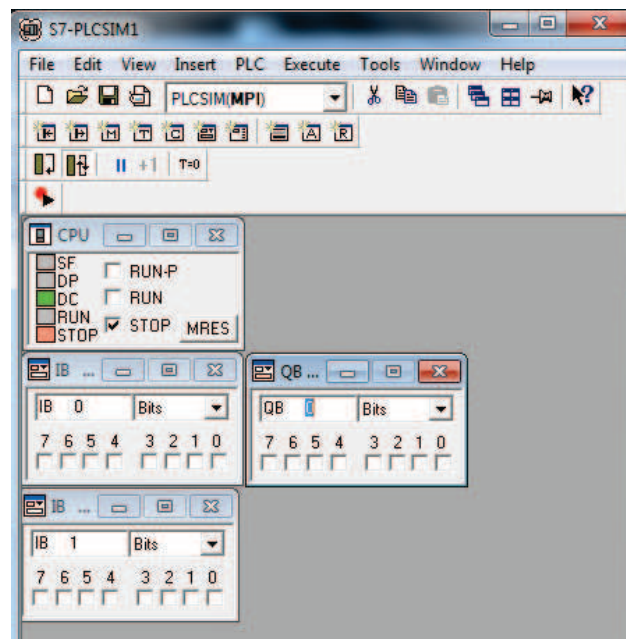 S7-PLCSIM1
File Edit View Insert PLC Execute Tools Window Help
PLCSIM(MPI)
+1 T=0
CPU
SF
DP RUN-P
DC RUN
RUN
STOP STOP MRES
IB ...
IB 0 Bits
7 6 5 4 3 2 1 0
QB ...
QB 0 Bits
7 6 5 4 3 2 1 0
IB ...
IB 1 Bits
7 6 5 4 3 2 1 0